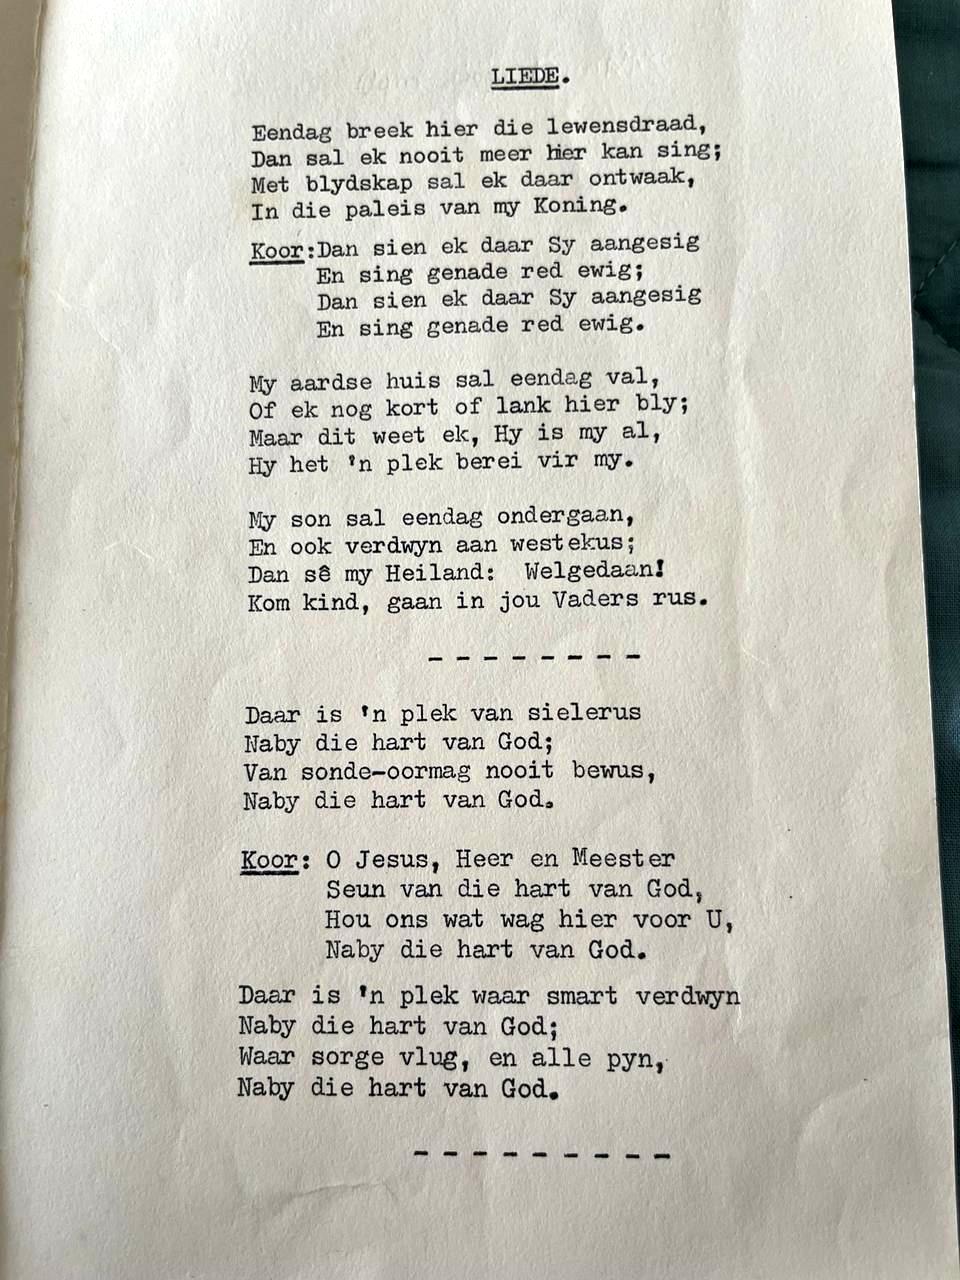 LIEDE.
Eendag breek hier die lewensdraad,
Dan sal ek nooit meer hier kan sing;
Met blydskap sal ek daar ontwaak,
In die paleis van my Koning.
Koor:Dan sien ek daar Sy aangesig
En sing genade red ewig;
Dan sien ek daar Sy aangesig
En sing genade red ewig.
My aardse huis sal eendag val,
Of ek nog kort of lank hier bly;
Maar dit weet ek, Hy is my al,
Hy het 'n plek berei vir my.
My son sal eendag ondergaan,
En ook verdwyn aan westekus;
Dan sê my Heiland: Welgedaan!
Kom kind, gaan in jou Vaders rus.
--------
Daar is 'n plek van sielerus
Naby die hart van God;
Van sonde-oormag nooit bewus,
Naby die hart van God.
Koor: O Jesus, Heer en Meester
Seun van die hart van God,
Hou ons wat wag hier voor U,
Naby die hart van God.
Daar is 'n plek waar smart verdwyn
Naby die hart van God;
Waar sorge vlug, en alle pyn,
Naby die hart van God.
---------